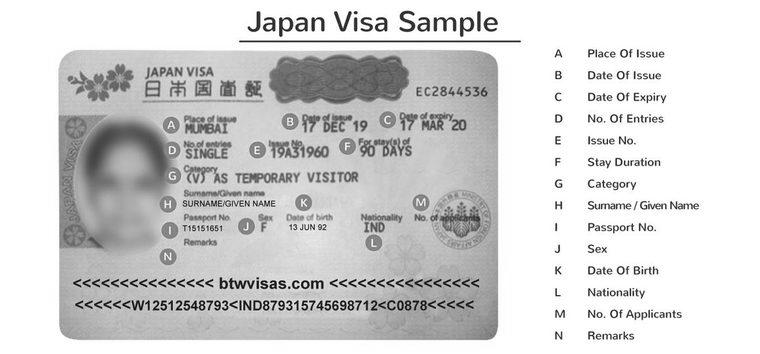 Japan Visa Sample
JAPAN VISA
日本国査証
EC2844536
JAPAN VISA
A Place of issue
MUMBAI
B Date of issue
17 DEC 19
C Date of expiry
17 MAR 20
D No.of entries
SINGLE
E Issue No.
19A31960
F For stay(s) of
90 DAYS
G Category
(V) AS TEMPORARY VISITOR
H Surname/Given name
SURNAME/GIVEN NAME
I Passport No.
T15151651
J Sex
F
K Date of birth
13 JUN 92
L Nationality
IND
M No. of applicants
N Remarks
<<<<<<<<<<<<<<< btwvisas.com <<<<<<<<<<<<<<<<
<<<<<<W12512548793<IND879315745698712<C0878<<<<<
A Place Of Issue
B Date Of Issue
C Date Of Expiry
D No. Of Entries
E Issue No.
F Stay Duration
G Category
H Surname / Given Name
I Passport No.
J Sex
K Date Of Birth
L Nationality
M No. Of Applicants
N Remarks